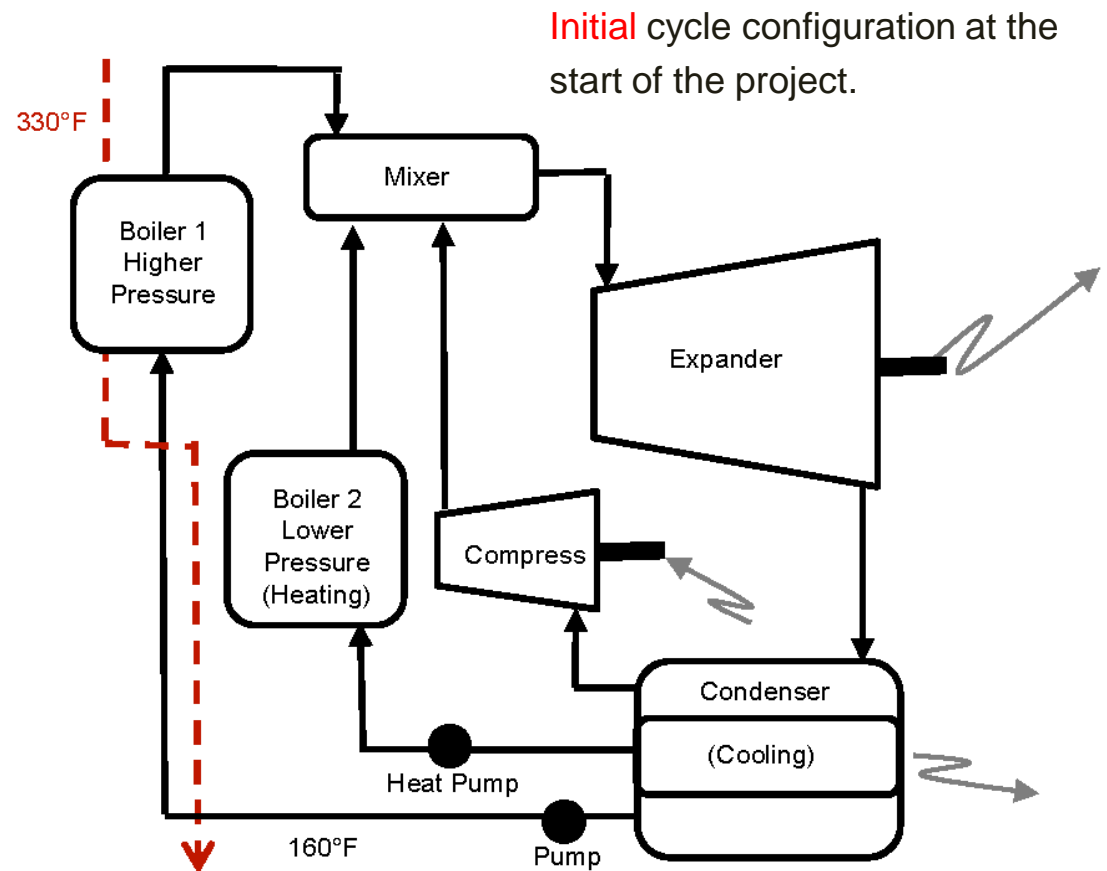 Initial cycle configuration at the
start of the project.
330°F
Mixer
Boiler 1
Higher
Pressure
Expander
Boiler 2
Lower
Pressure
(Heating)
Compress
Condenser
(Cooling)
Heat Pump
160°F
Pump